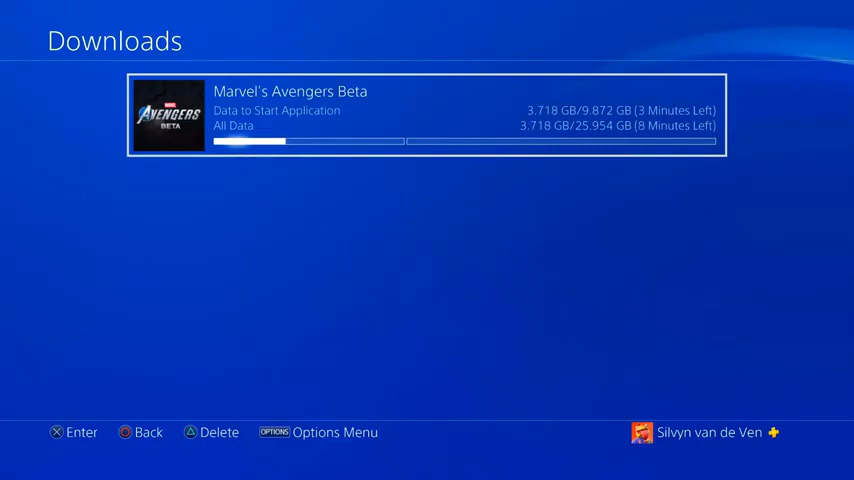 Downloads
Marvel's Avengers Beta
Data to Start Application 3.718 GB/9.872 GB (3 Minutes Left)
All Data 3.718 GB/25.954 GB (8 Minutes Left)
MARVEL
AVENGERS
BETA
Enter Back Delete OPTIONS Options Menu Silvyn van de Ven